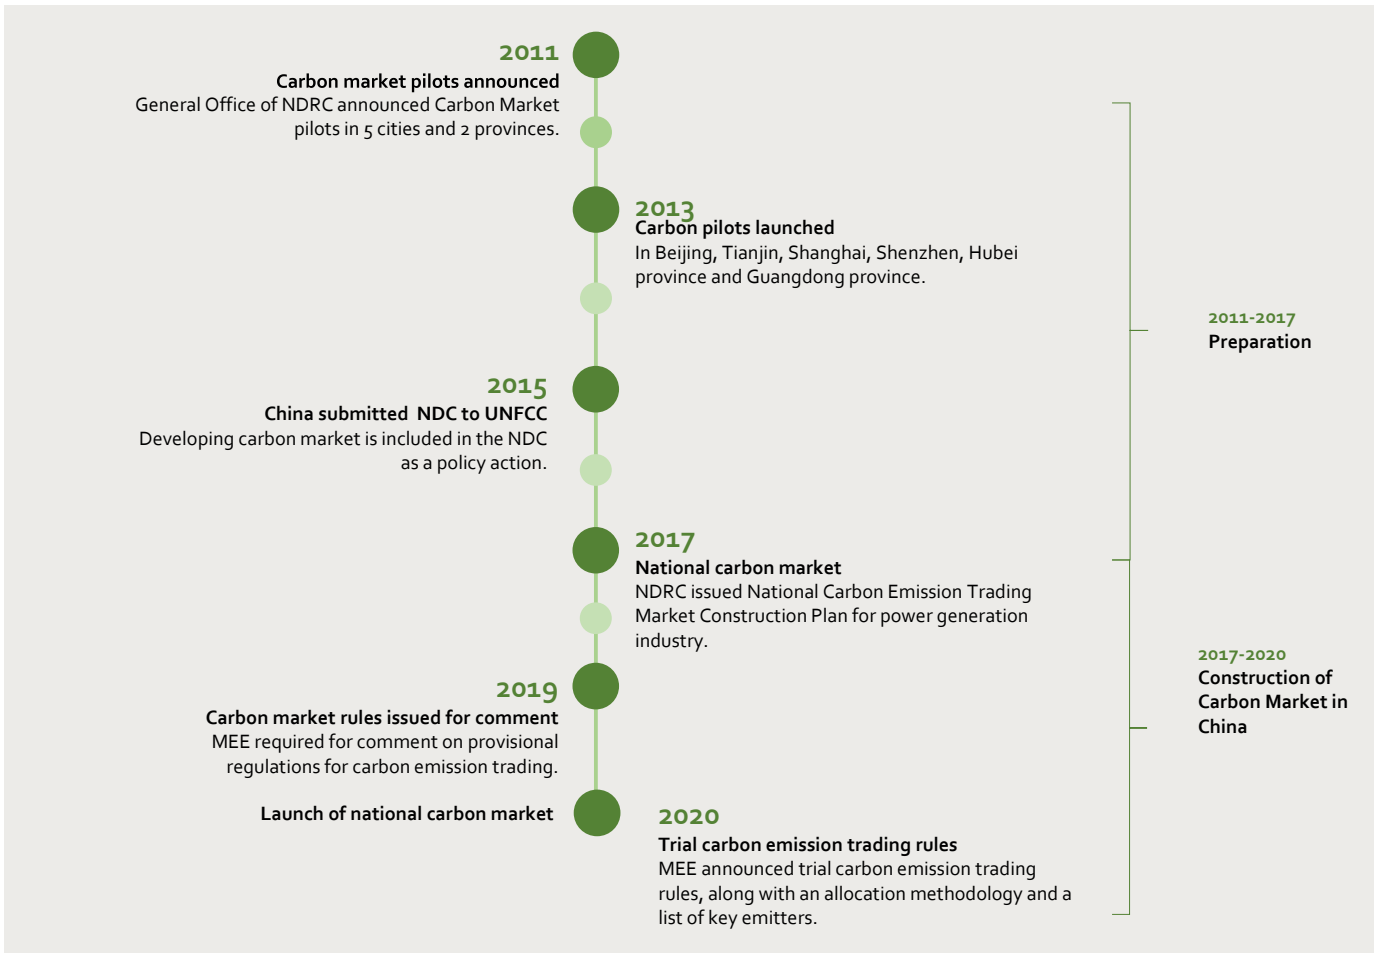 2011
Carbon market pilots announced
General Office of NDRC announced Carbon Market
pilots in 5 cities and 2 provinces.
2013
Carbon pilots launched
In Beijing, Tianjin, Shanghai, Shenzhen, Hubei
province and Guangdong province.
2011-2017
Preparation
2015
China submitted  NDC to UNFCC
Developing carbon market is included in the NDC
as a policy action.
2017
National carbon market
NDRC issued National Carbon Emission Trading
Market Construction Plan for power generation
industry.
2017-2020
Construction of
Carbon Market in
China
2019
Carbon market rules issued for comment
MEE required for comment on provisional
regulations for carbon emission trading.
Launch of national carbon market
2020
Trial carbon emission trading rules
MEE announced trial carbon emission trading
rules, along with an allocation methodology and a
list of key emitters.